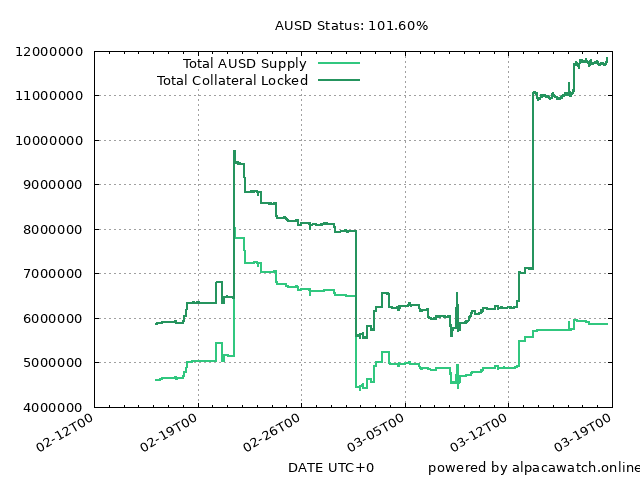 AUSD Status: 101.60%
12000000
11000000
10000000
9000000
8000000
7000000
6000000
5000000
4000000
Total AUSD Supply
Total Collateral Locked
02-12T00
02-19T00
02-26T00
03-05T00
03-12T00
03-19T00
DATE UTC+0
powered by alpacawatch.online